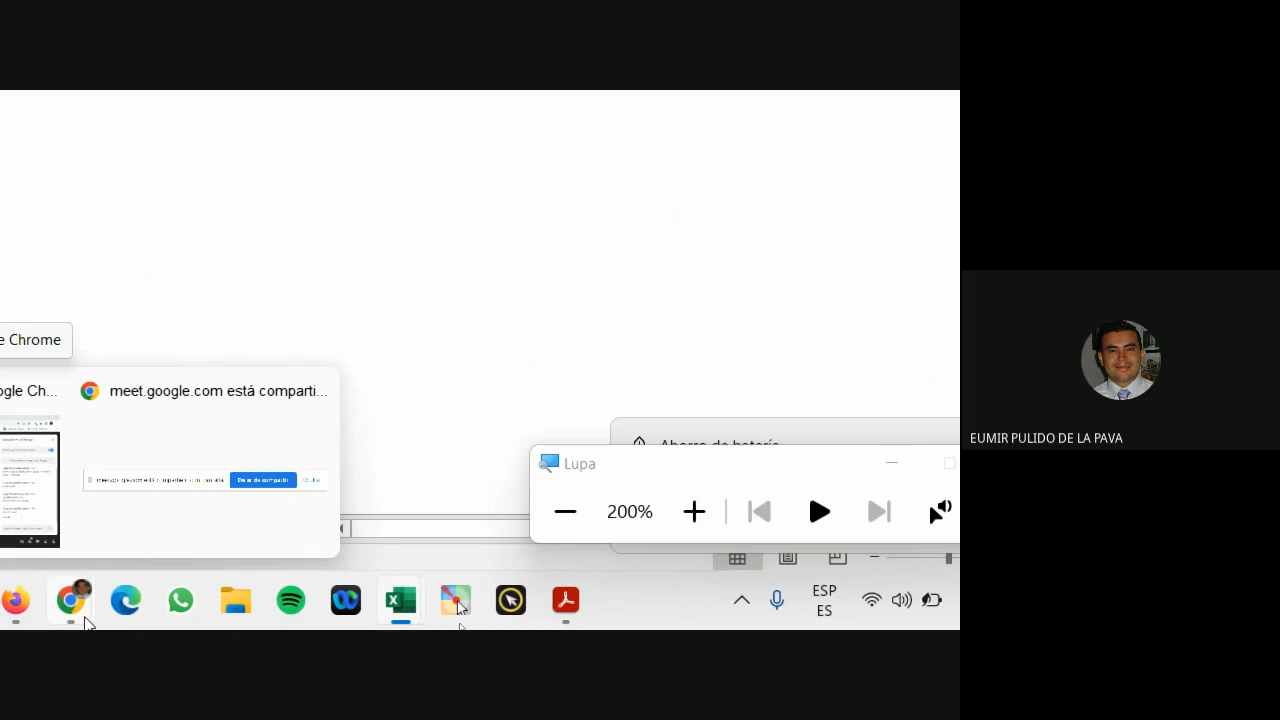 e Chrome
ogle Ch...
meet.google.com está comparti...
Ahorro de batería
Lupa
200%
ESP
ES
EUMIR PULIDO DE LA PAVA